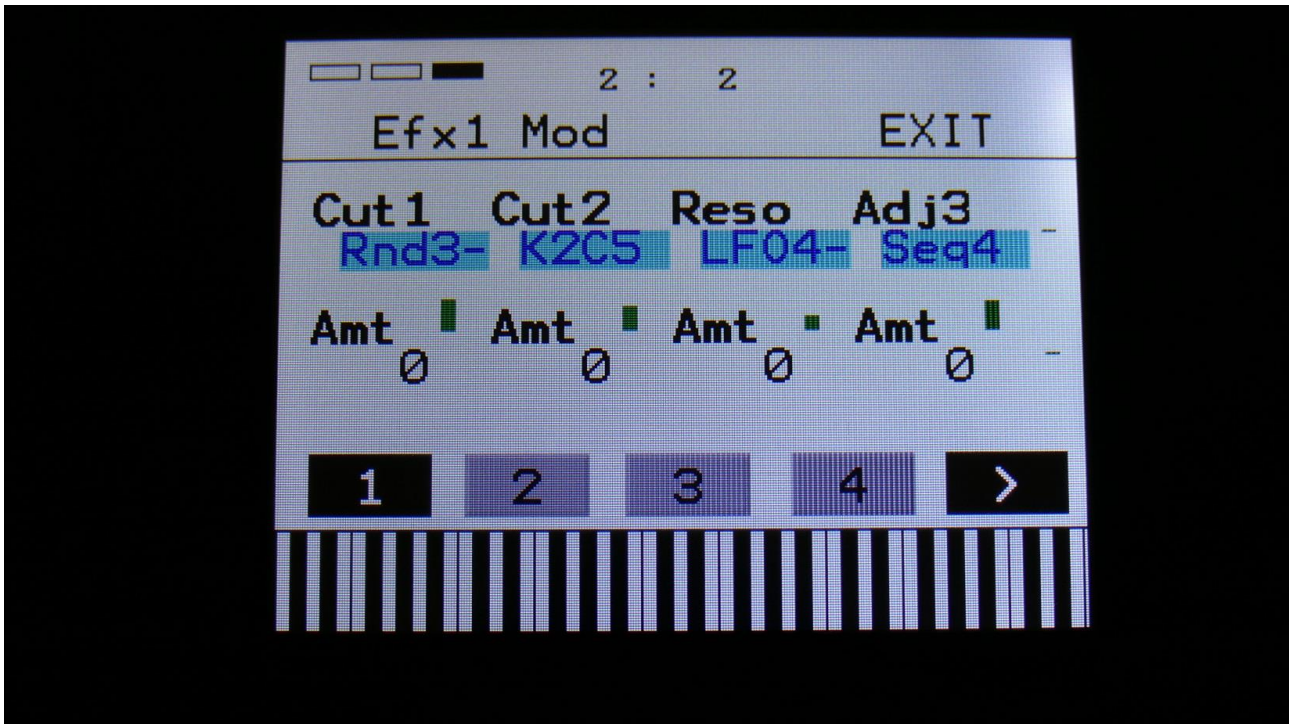 2 : 2
Efx1 Mod EXIT
Cut1 Cut2 Reso Adj3
Rnd3- K2C5 LFO4- Seq4
Amt Amt Amt Amt
0 0 0 0
1 2 3 4 >